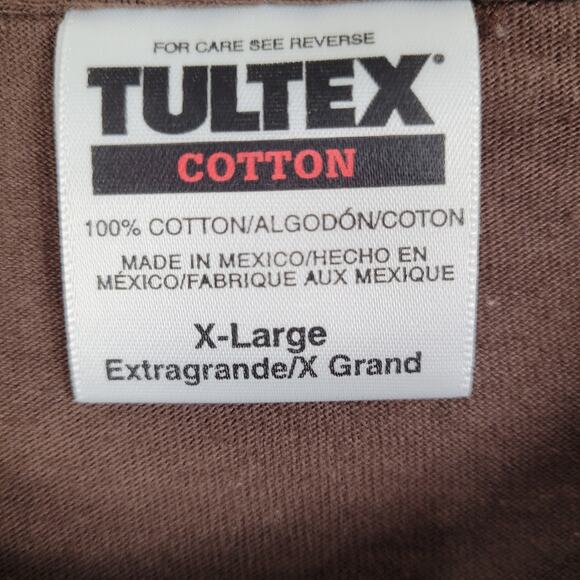 FOR CARE SEE REVERSE
TULTEX®
COTTON
100% COTTON/ALGODÓN/COTON
MADE IN MEXICO/HECHO EN
MÉXICO/FABRIQUE AUX MEXIQUE
X-Large
Extragrande/X Grand